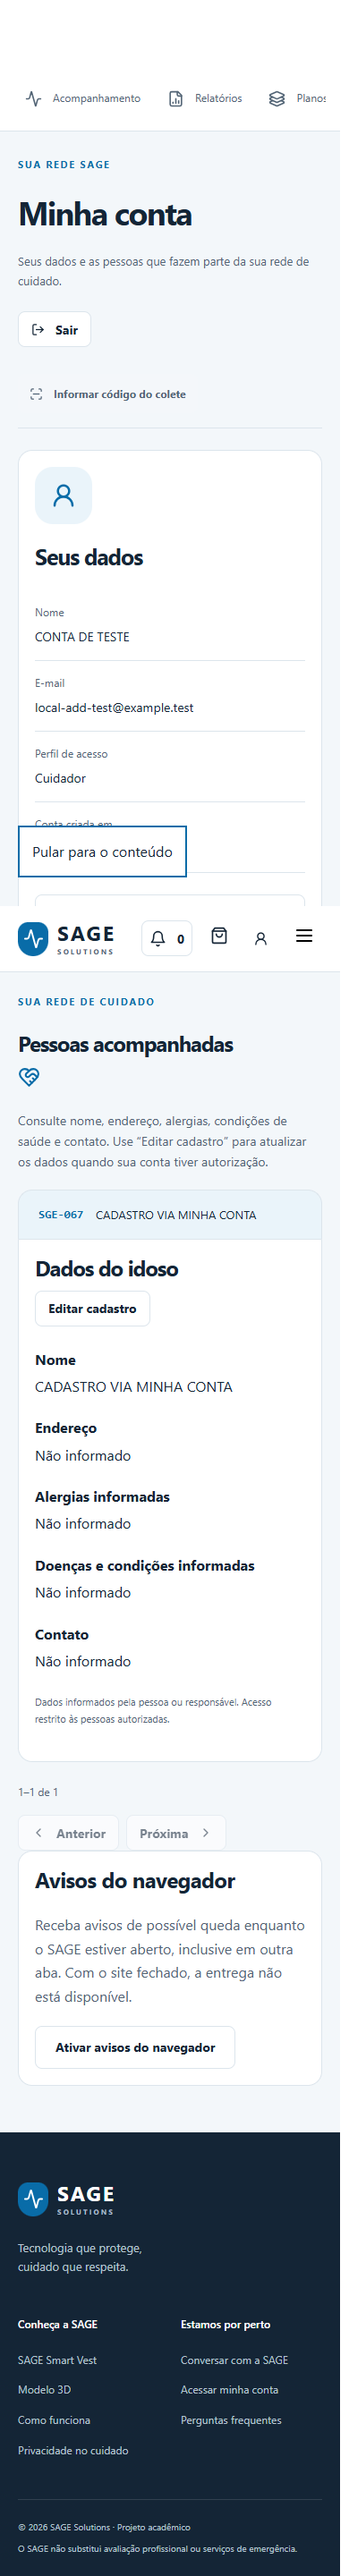 Acompanhamento Relatórios Planos
SUA REDE SAGE
Minha conta
Seus dados e as pessoas que fazem parte da sua rede de
cuidado.
Sair
Informar código do colete
Seus dados
Nome
CONTA DE TESTE
E-mail
local-add-test@example.test
Perfil de acesso
Cuidador
Conta criada em
Pular para o conteúdo
SAGE
SOLUTIONS
0
SUA REDE DE CUIDADO
Pessoas acompanhadas
Consulte nome, endereço, alergias, condições de
saúde e contato. Use “Editar cadastro” para atualizar
os dados quando sua conta tiver autorização.
SGE-067 CADASTRO VIA MINHA CONTA
Dados do idoso
Editar cadastro
Nome
CADASTRO VIA MINHA CONTA
Endereço
Não informado
Alergias informadas
Não informado
Doenças e condições informadas
Não informado
Contato
Não informado
Dados informados pela pessoa ou responsável. Acesso
restrito às pessoas autorizadas.
1–1 de 1
Anterior Próxima
Avisos do navegador
Receba avisos de possível queda enquanto
o SAGE estiver aberto, inclusive em outra
aba. Com o site fechado, a entrega não
está disponível.
Ativar avisos do navegador
SAGE
SOLUTIONS
Tecnologia que protege,
cuidado que respeita.
Conheça a SAGE
SAGE Smart Vest
Modelo 3D
Como funciona
Privacidade no cuidado
Estamos por perto
Conversar com a SAGE
Acessar minha conta
Perguntas frequentes
© 2026 SAGE Solutions · Projeto acadêmico
O SAGE não substitui avaliação profissional ou serviços de emergência.